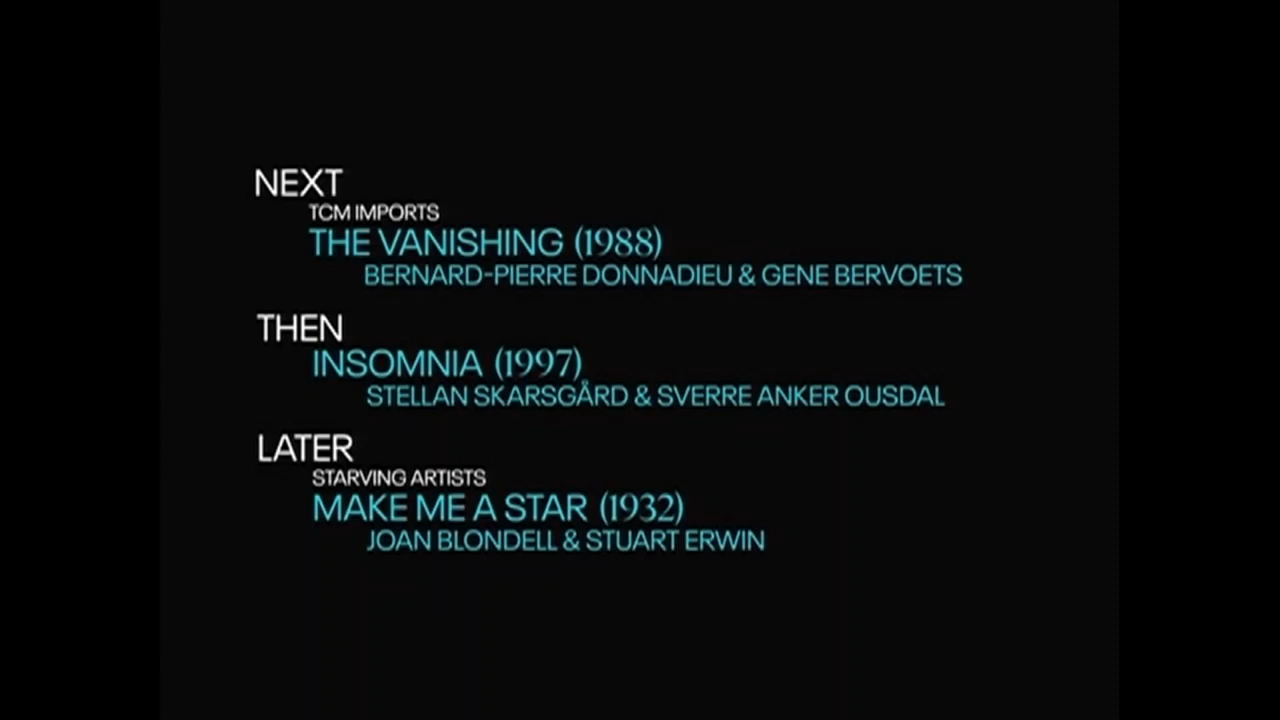 NEXT
TCM IMPORTS
THE VANISHING (1988)
BERNARD-PIERRE DONNADIEU & GENE BERVOETS
THEN
INSOMNIA (1997)
STELLAN SKARSGÅRD & SVERRE ANKER OUSDAL
LATER
STARVING ARTISTS
MAKE ME A STAR (1932)
JOAN BLONDELL & STUART ERWIN